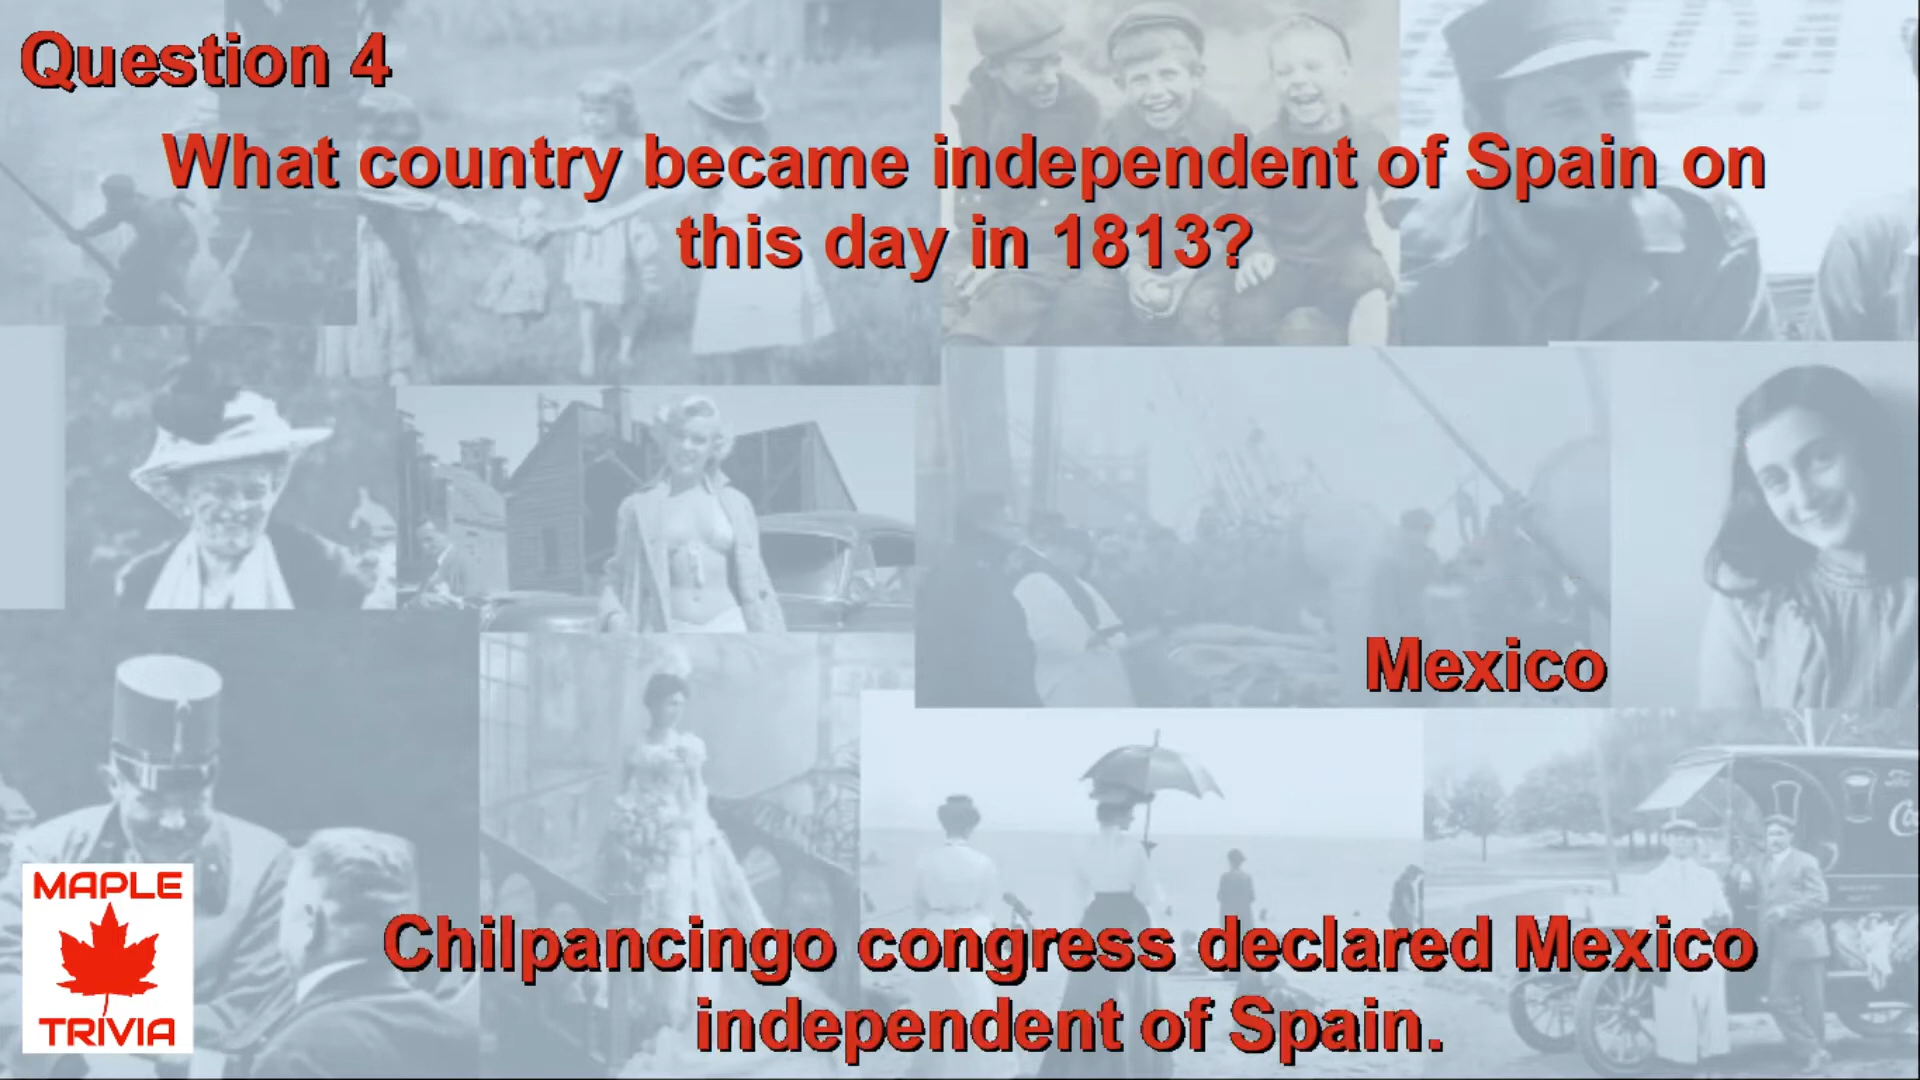 Question 4
What country became independent of Spain on
this day in 1813?
Mexico
MAPLE
TRIVIA
Chilpancingo congress declared Mexico
independent of Spain.